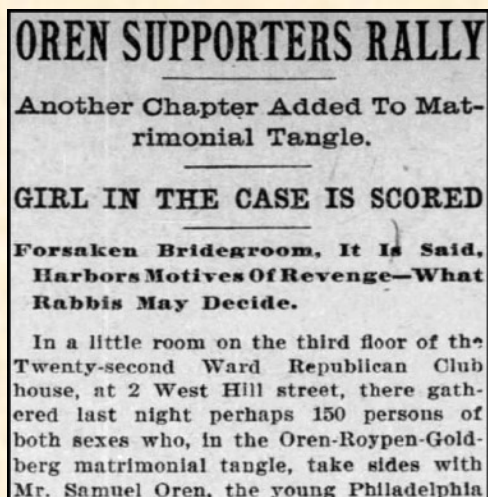 OREN SUPPORTERS RALLY
Another Chapter Added To Mat-
rimonial Tangle.
GIRL IN THE CASE IS SCORED
Forsaken Bridegroom, It Is Said,
Harbors Motives Of Revenge—What
Rabbis May Decide.
In a little room on the third floor of the
Twenty-second Ward Republican Club
house, at 2 West Hill street, there gath-
ered last night perhaps 150 persons of
both sexes who, in the Oren-Roypen-Gold-
berg matrimonial tangle, take sides with
Mr. Samuel Oren, the young Philadelphia